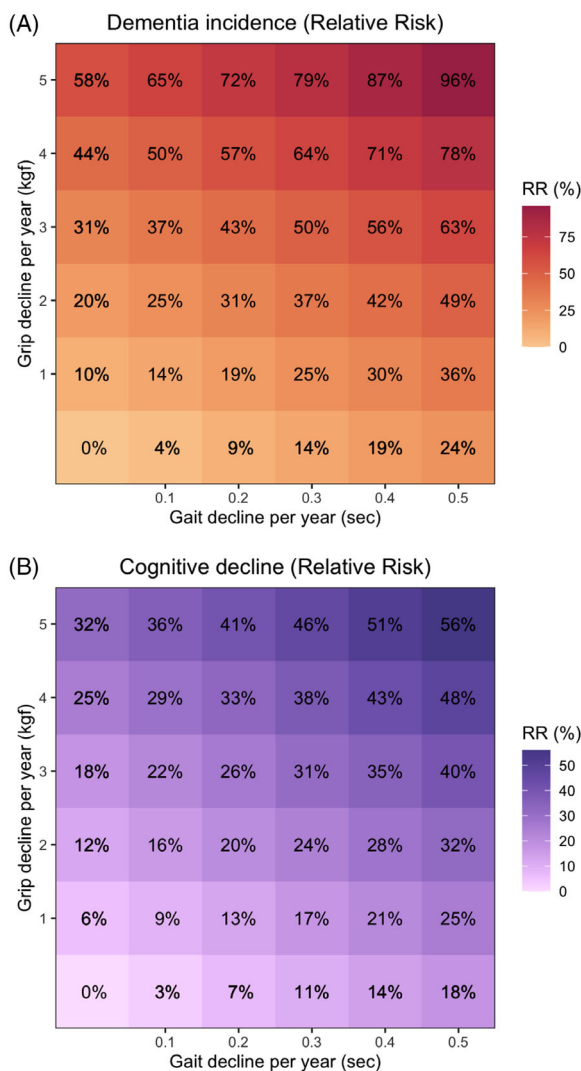 (A) Dementia incidence (Relative Risk)
Grip decline per year (kgf)
5 58% 65% 72% 79% 87% 96%
4 44% 50% 57% 64% 71% 78%
3 31% 37% 43% 50% 56% 63%
2 20% 25% 31% 37% 42% 49%
1 10% 14% 19% 25% 30% 36%
0% 4% 9% 14% 19% 24%
0.1 0.2 0.3 0.4 0.5
Gait decline per year (sec)
RR (%)
75
50
25
0
(B) Cognitive decline (Relative Risk)
Grip decline per year (kgf)
5 32% 36% 41% 46% 51% 56%
4 25% 29% 33% 38% 43% 48%
3 18% 22% 26% 31% 35% 40%
2 12% 16% 20% 24% 28% 32%
1 6% 9% 13% 17% 21% 25%
0% 3% 7% 11% 14% 18%
0.1 0.2 0.3 0.4 0.5
Gait decline per year (sec)
RR (%)
50
40
30
20
10
0